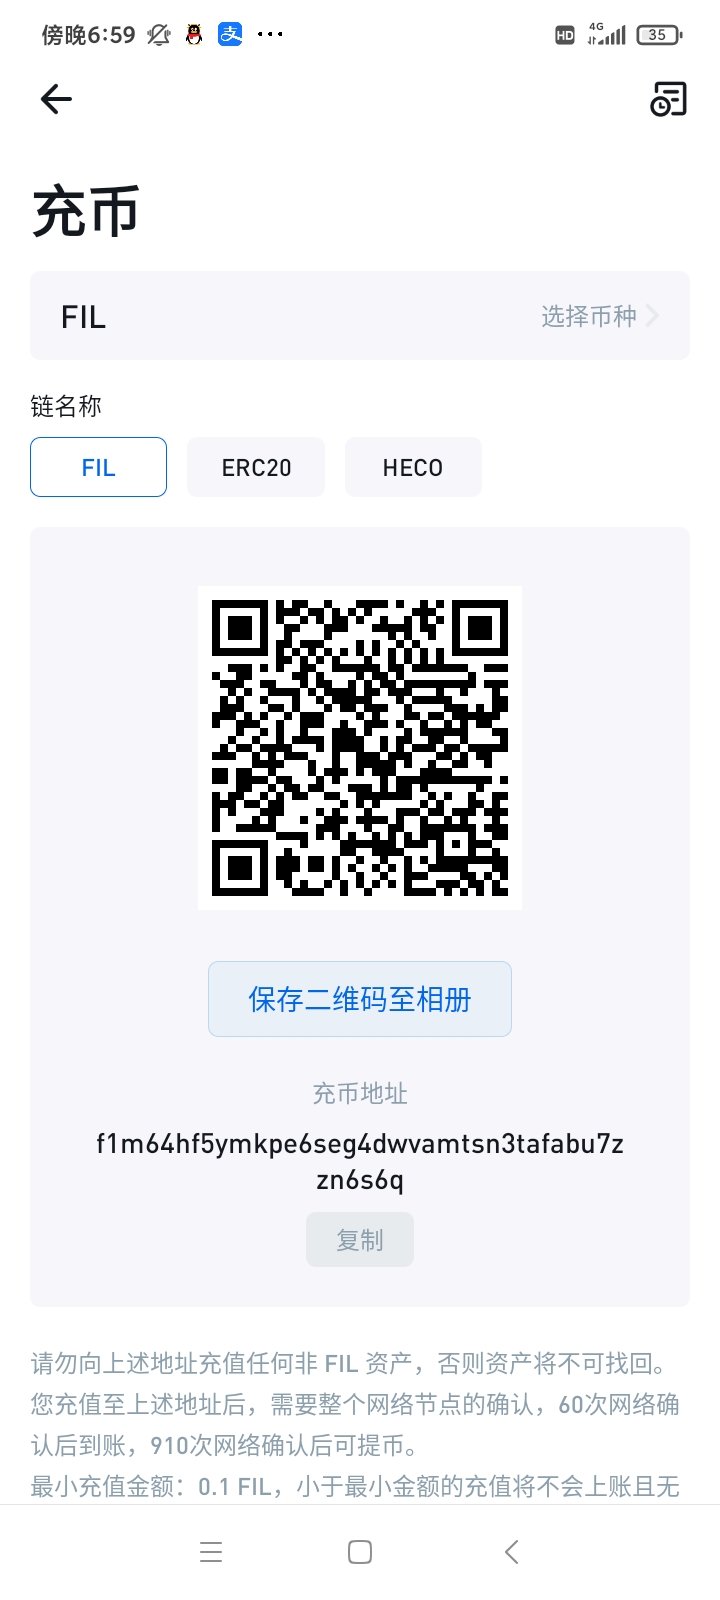 傍晚6:59 支 ··· HD 4G 35
充币
FIL 选择币种
链名称
FIL ERC20 HECO
保存二维码至相册
充币地址
f1m64hf5ymkpe6seg4dwvamtsn3tafabu7z
zn6s6q
复制
请勿向上述地址充值任何非 FIL 资产，否则资产将不可找回。
您充值至上述地址后，需要整个网络节点的确认，60次网络确
认后到账，910次网络确认后可提币。
最小充值金额：0.1 FIL，小于最小金额的充值将不会上账且无